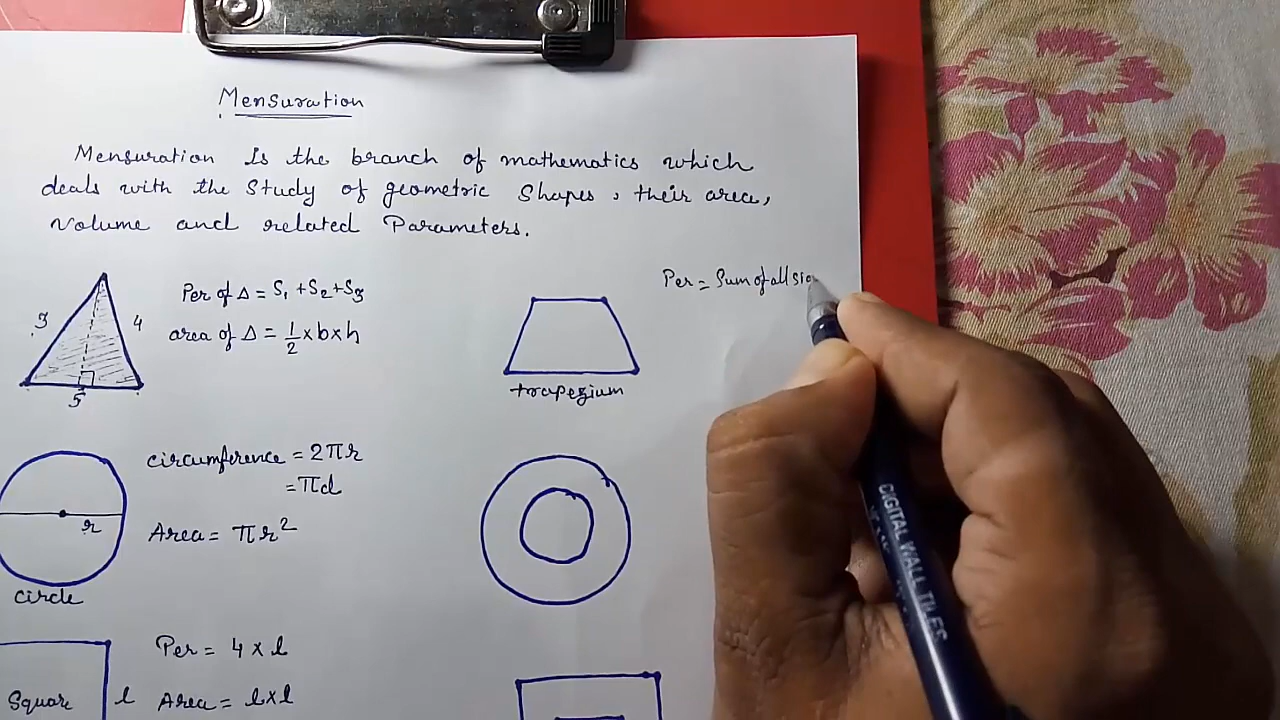 Mensuration
Mensuration Is the branch of mathematics which
deals with the Study of geometric Shapes, their area,
volume and related Parameters.
3
4
5
Per of Δ = S₁ + S₂ + S₃
area of Δ = 1/2 × b × h
trapezium
Per = Sum of all
r
circle
circumference = 2πr
= πd
Area = πr²
Square
l
Per = 4 × l
Area = l × l
DIGITAL WALL TILES